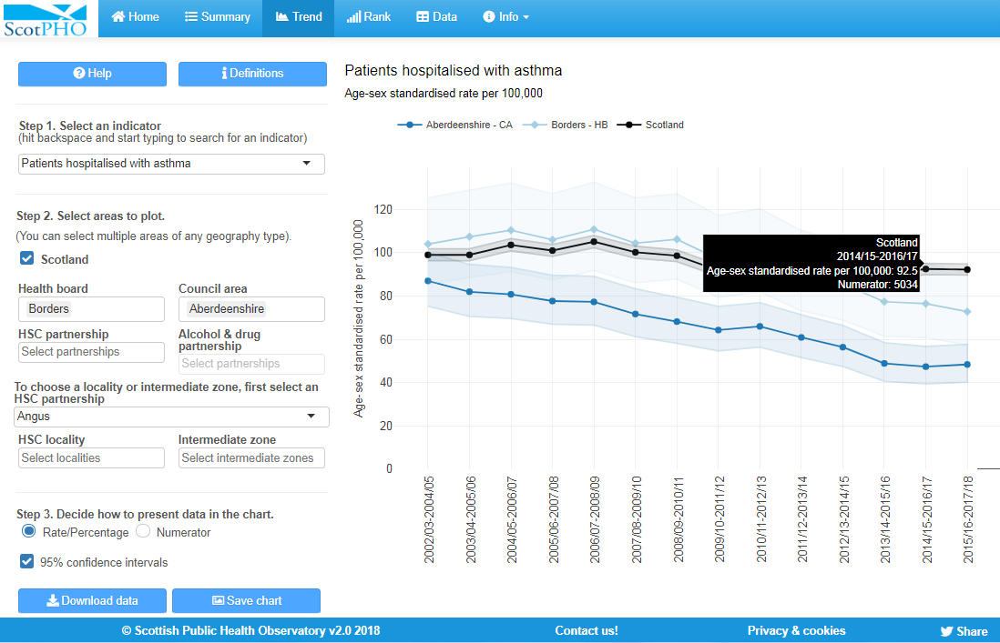 ScotPHO
Home Summary Trend Rank Data Info
Help Definitions
Step 1. Select an indicator
(hit backspace and start typing to search for an indicator)
Patients hospitalised with asthma
Step 2. Select areas to plot.
(You can select multiple areas of any geography type).
Scotland
Health board Council area
Borders Aberdeenshire
HSC partnership Alcohol & drug
partnership
Select partnerships Select partnerships
To choose a locality or intermediate zone, first select an
HSC partnership
Angus
HSC locality Intermediate zone
Select localities Select intermediate zones
Step 3. Decide how to present data in the chart.
Rate/Percentage Numerator
95% confidence intervals
Download data Save chart
Patients hospitalised with asthma
Age-sex standardised rate per 100,000
Aberdeenshire - CA Borders - HB Scotland
Age-sex standardised rate per 100,000
120
100
80
60
40
20
0
Scotland
2014/15-2016/17
Age-sex standardised rate per 100,000: 92.5
Numerator: 5034
2002/03-2004/05
2003/04-2005/06
2004/05-2006/07
2005/06-2007/08
2006/07-2008/09
2007/08-2009/10
2008/09-2010/11
2009/10-2011/12
2010/11-2012/13
2011/12-2013/14
2012/13-2014/15
2013/14-2015/16
2014/15-2016/17
2015/16-2017/18
© Scottish Public Health Observatory v2.0 2018 Contact us! Privacy & cookies Share